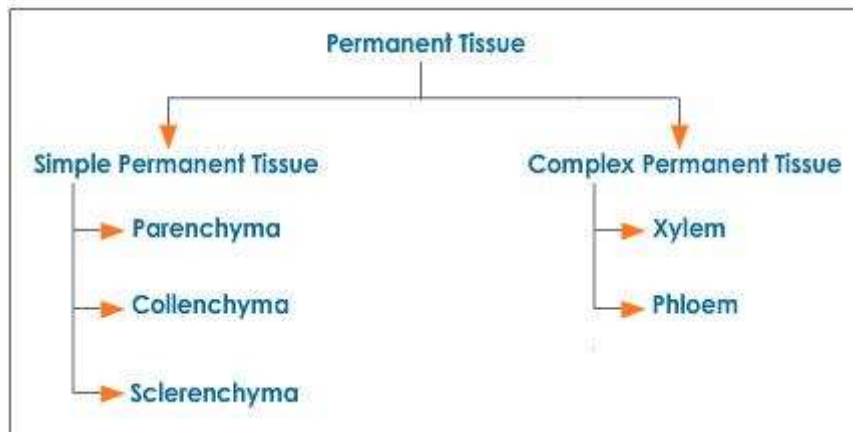 Permanent Tissue
Simple Permanent Tissue
Parenchyma
Collenchyma
Sclerenchyma
Complex Permanent Tissue
Xylem
Phloem